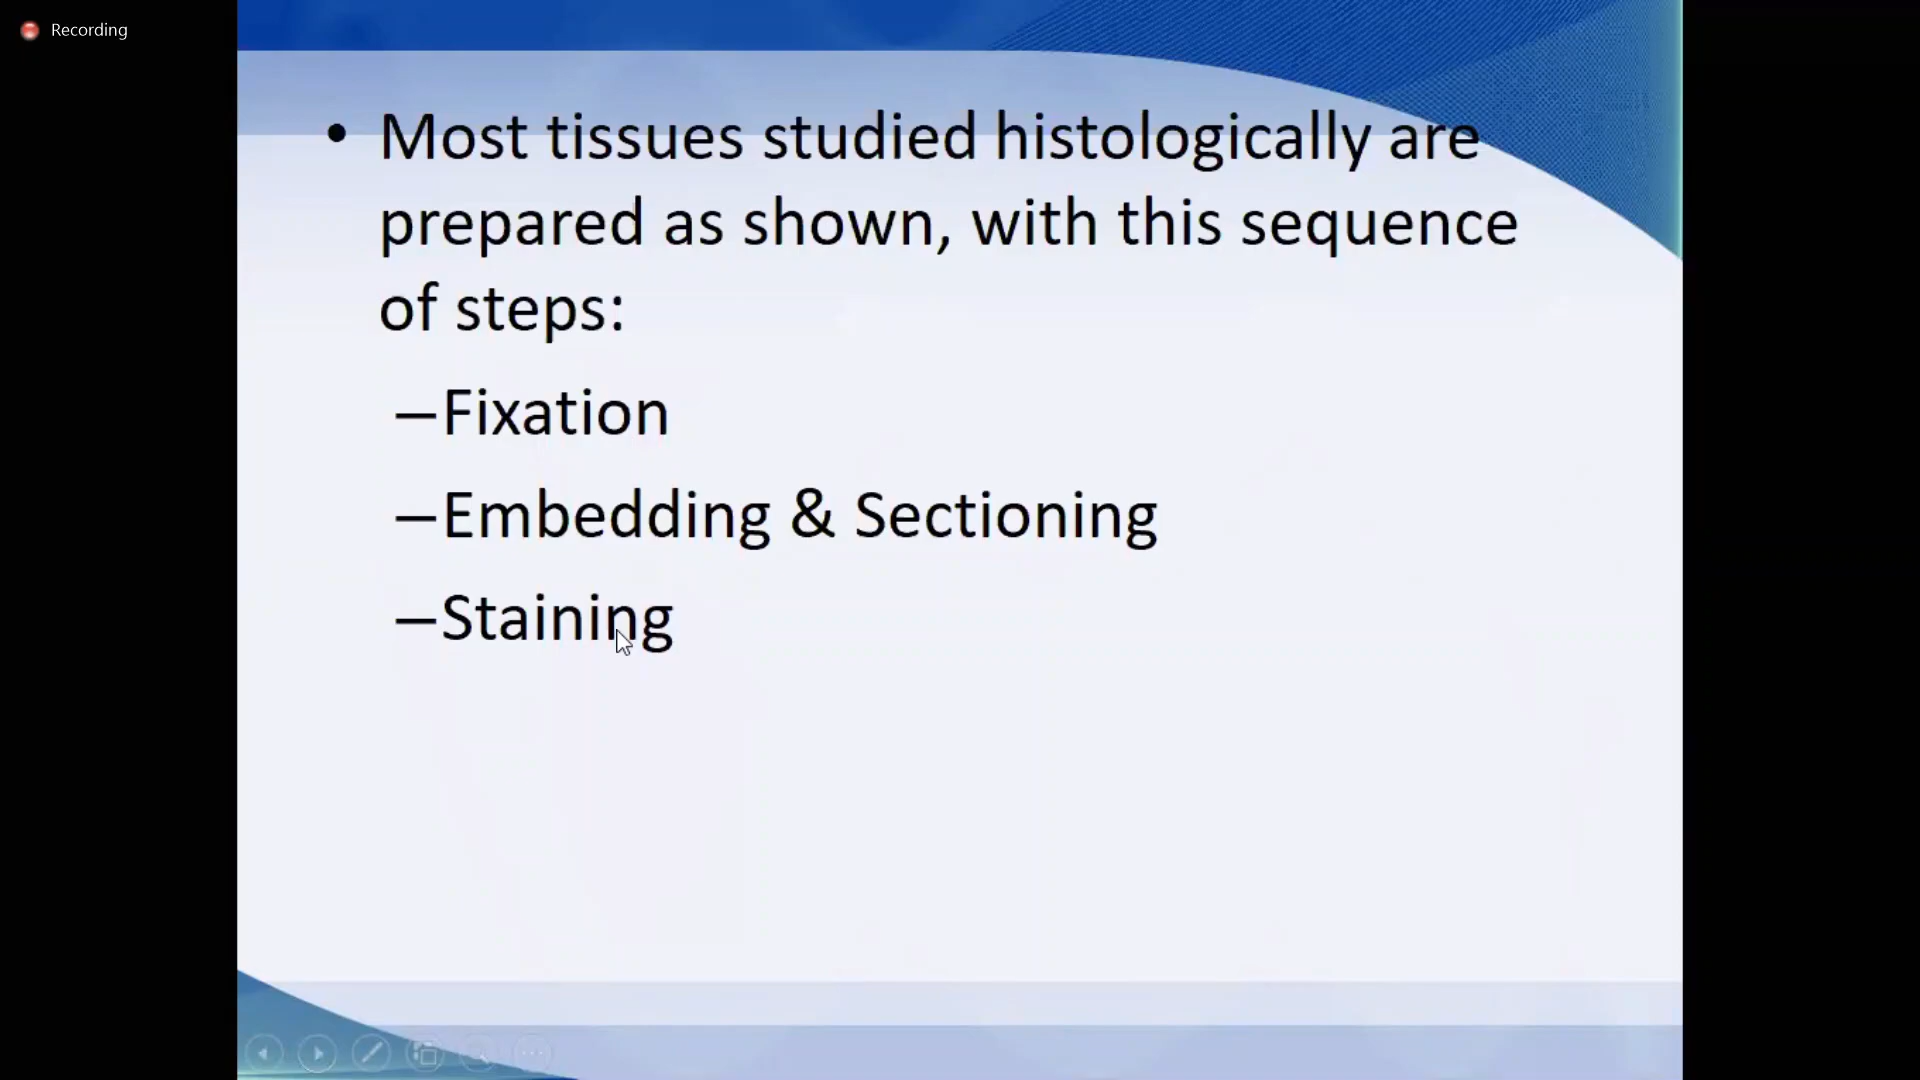 Recording
• Most tissues studied histologically are
prepared as shown, with this sequence
of steps:
–Fixation
–Embedding & Sectioning
–Staining